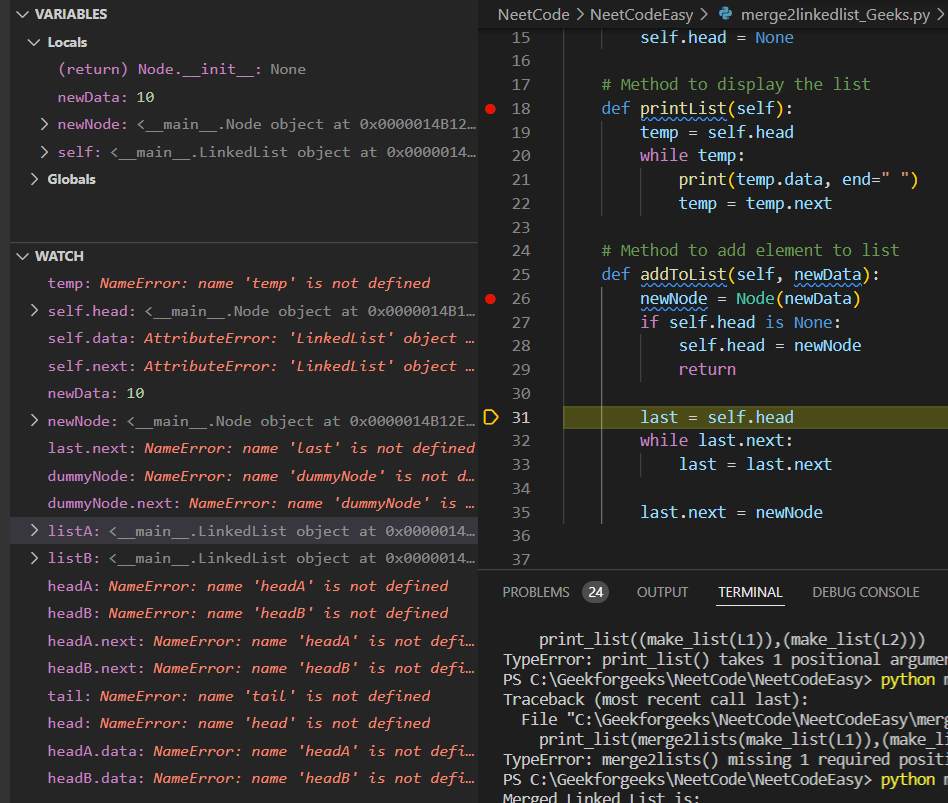 VARIABLES
Locals
(return) Node.__init__: None
newData: 10
newNode: <__main__.Node object at 0x0000014B12…
self: <__main__.LinkedList object at 0x0000014…
Globals
WATCH
temp: NameError: name 'temp' is not defined
self.head: <__main__.Node object at 0x0000014B1…
self.data: AttributeError: 'LinkedList' object …
self.next: AttributeError: 'LinkedList' object …
newData: 10
newNode: <__main__.Node object at 0x0000014B12E…
last.next: NameError: name 'last' is not defined
dummyNode: NameError: name 'dummyNode' is not d…
dummyNode.next: NameError: name 'dummyNode' is …
listA: <__main__.LinkedList object at 0x0000014…
listB: <__main__.LinkedList object at 0x0000014…
headA: NameError: name 'headA' is not defined
headB: NameError: name 'headB' is not defined
headA.next: NameError: name 'headA' is not defi…
headB.next: NameError: name 'headB' is not defi…
tail: NameError: name 'tail' is not defined
head: NameError: name 'head' is not defined
headA.data: NameError: name 'headA' is not defi…
headB.data: NameError: name 'headB' is not defi…
NeetCode > NeetCodeEasy > merge2linkedlist_Geeks.py >
15 self.head = None
16
17 # Method to display the list
18 def printList(self):
19 temp = self.head
20 while temp:
21 print(temp.data, end=" ")
22 temp = temp.next
23
24 # Method to add element to list
25 def addToList(self, newData):
26 newNode = Node(newData)
27 if self.head is None:
28 self.head = newNode
29 return
30
31 last = self.head
32 while last.next:
33 last = last.next
34
35 last.next = newNode
36
37
PROBLEMS 24 OUTPUT TERMINAL DEBUG CONSOLE
print_list((make_list(L1)),(make_list(L2)))
TypeError: print_list() takes 1 positional argumen
PS C:\Geekforgeeks\NeetCode\NeetCodeEasy> python m
Traceback (most recent call last):
File "C:\Geekforgeeks\NeetCode\NeetCodeEasy\merg
print_list(merge2lists(make_list(L1)),(make_li
TypeError: merge2lists() missing 1 required positi
PS C:\Geekforgeeks\NeetCode\NeetCodeEasy> python m
Merged Linked List is: